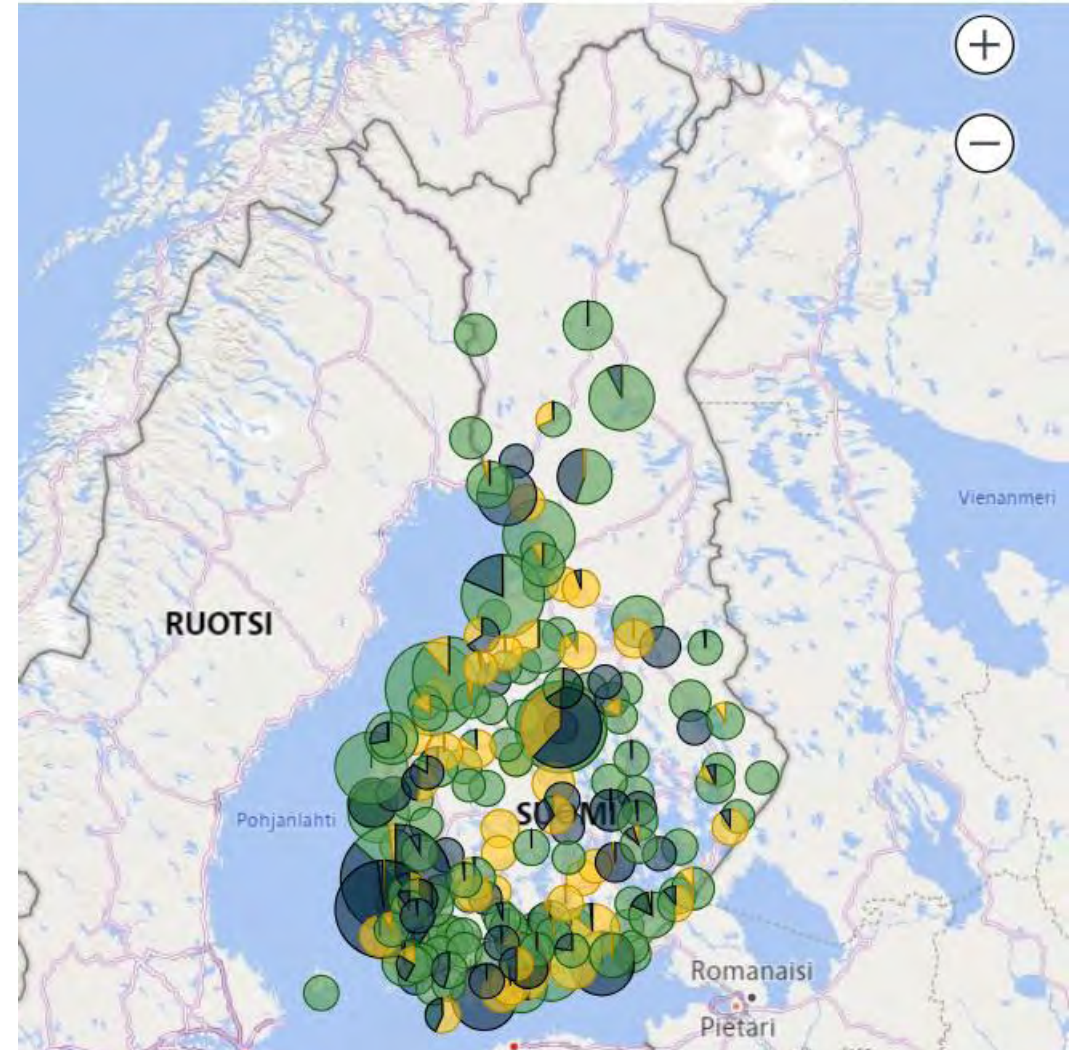 Vienanmeri
RUOTSI
Pohjanlahti
SUOMI
Romanaisi
Pietari